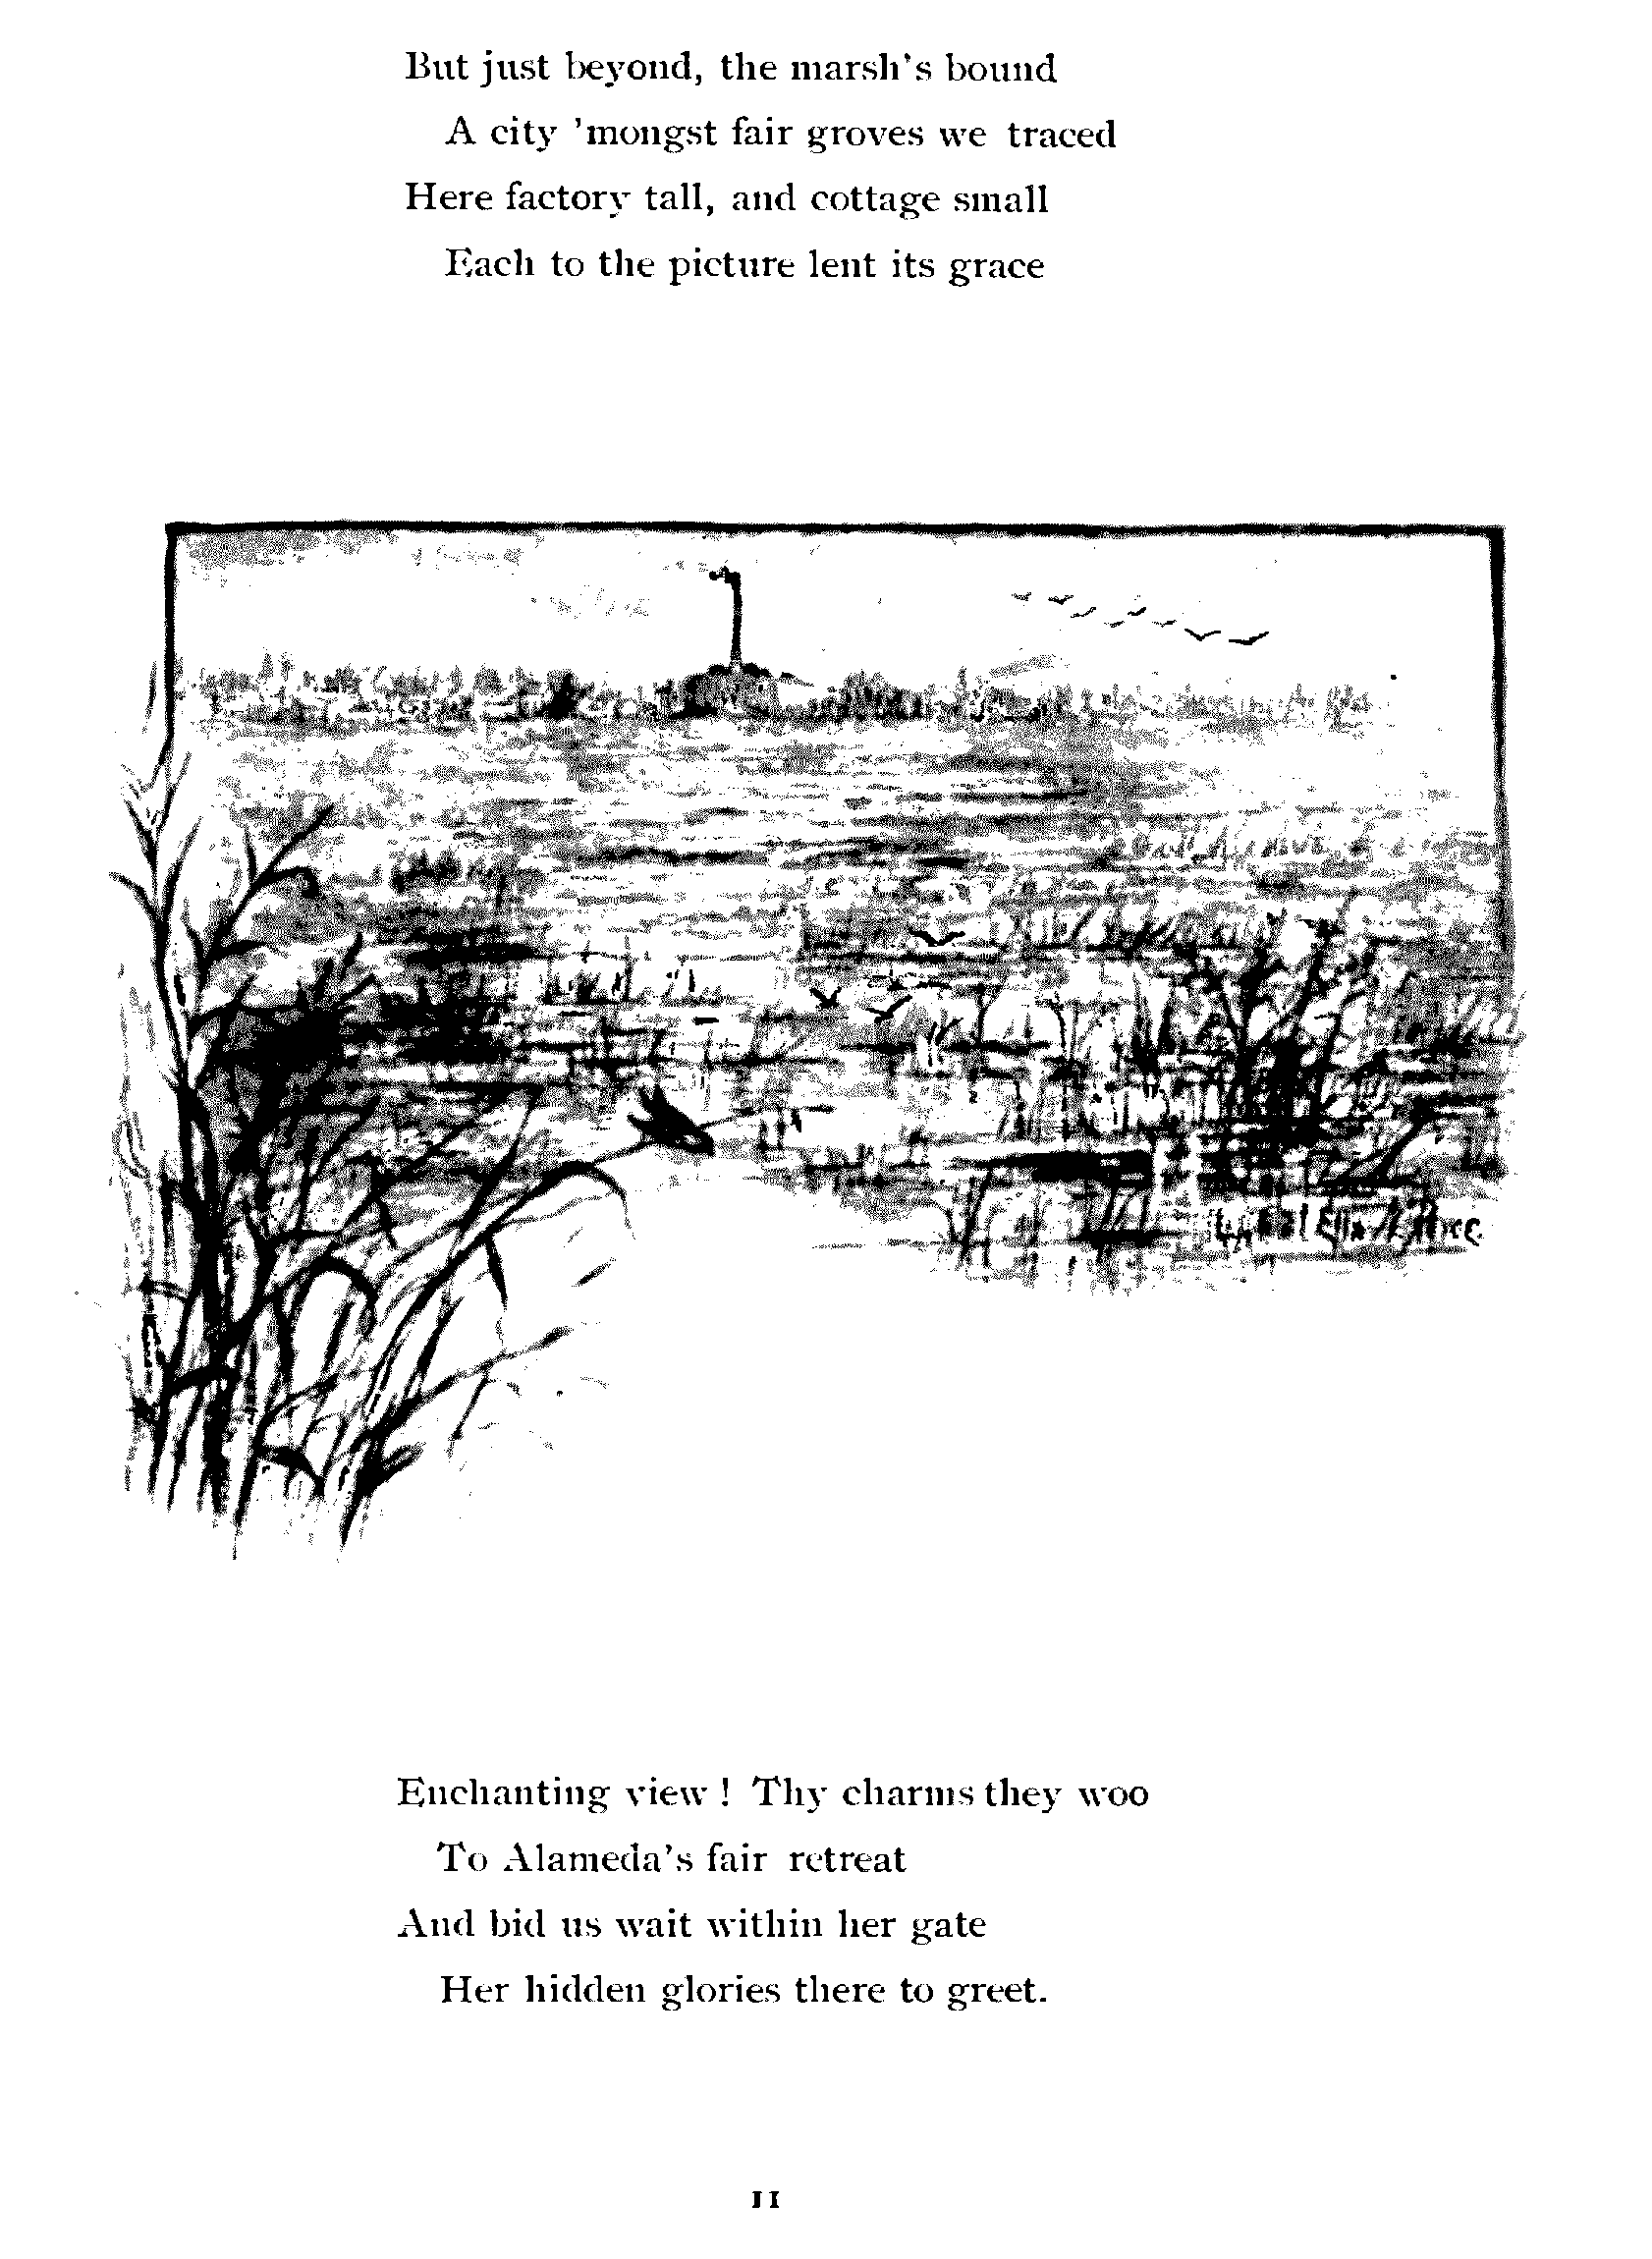 But just beyond, the marsh's bound
A city 'mongst fair groves we traced
Here factory tall, and cottage small
Each to the picture lent its grace
Enchanting view ! Thy charms they woo
To Alameda's fair retreat
And bid us wait within her gate
Her hidden glories there to greet.
11